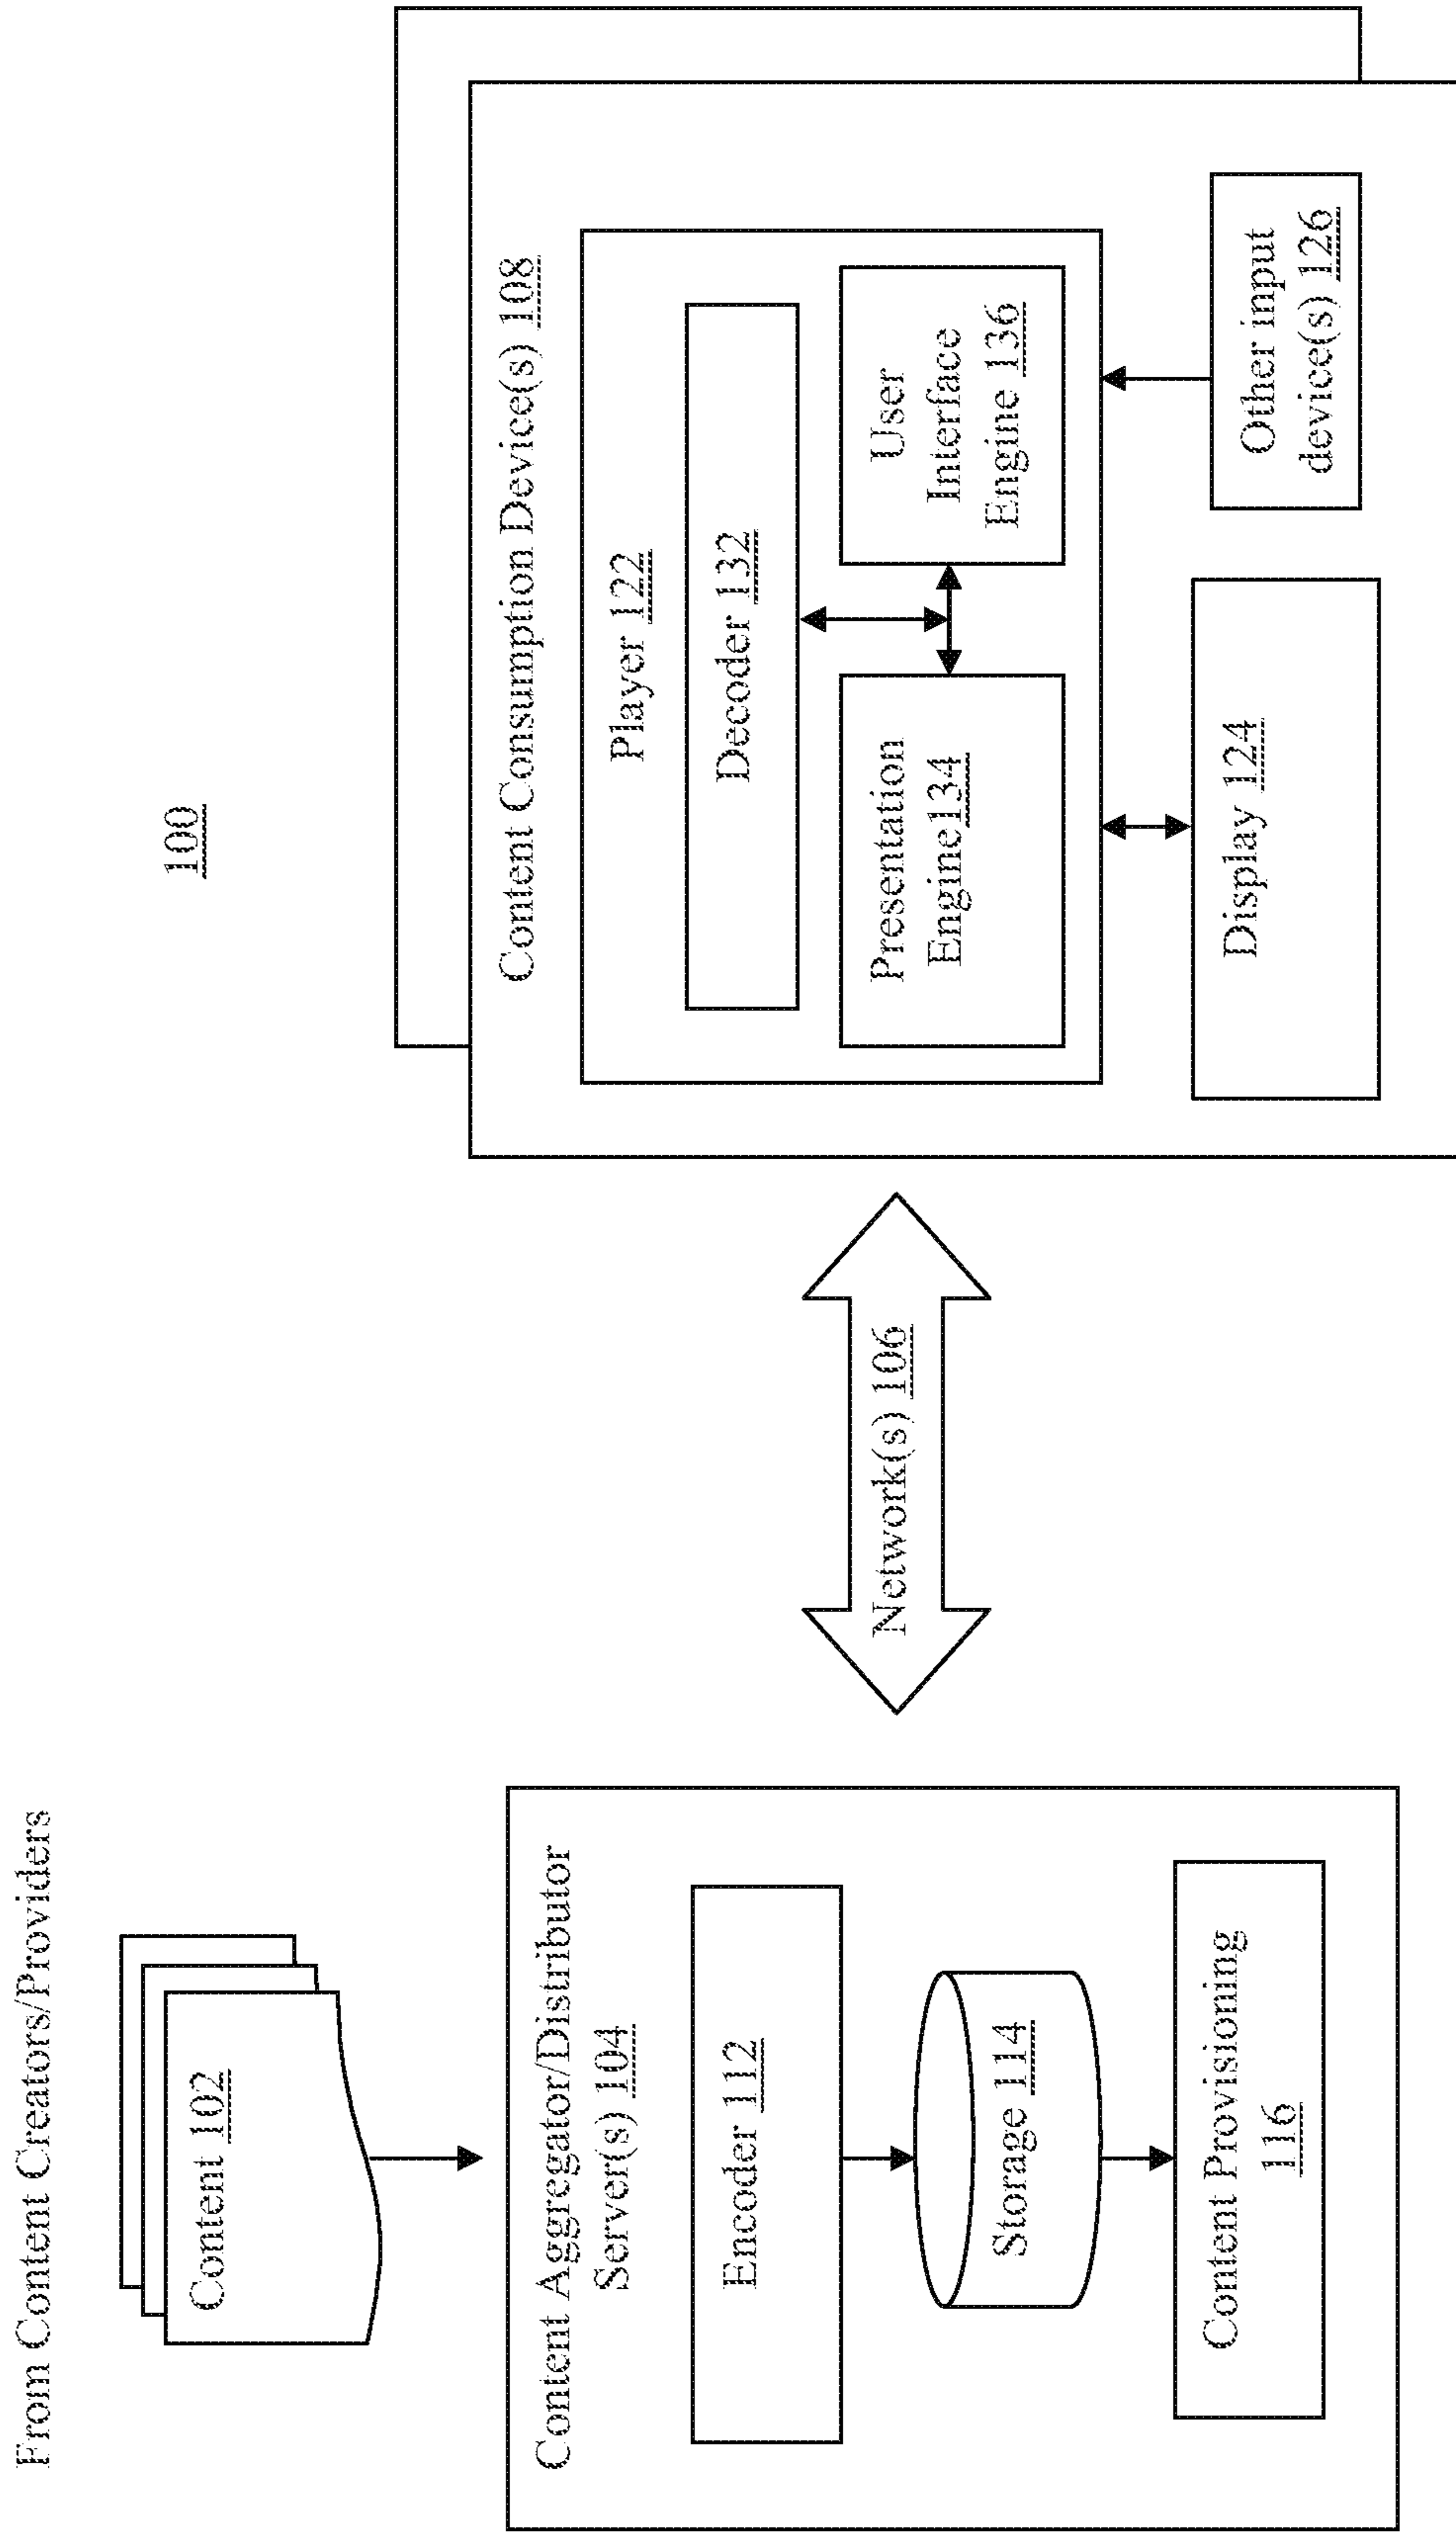 100
From Content Creators/Providers
Content 102
Content Aggregator/Distributor
Server(s) 104
Encoder 112
Storage 114
Content Provisioning
116
Network(s) 106
Content Consumption Device(s) 108
Player 122
Decoder 132
Presentation
Engine134
User
Interface
Engine 136
Display 124
Other input
device(s) 126